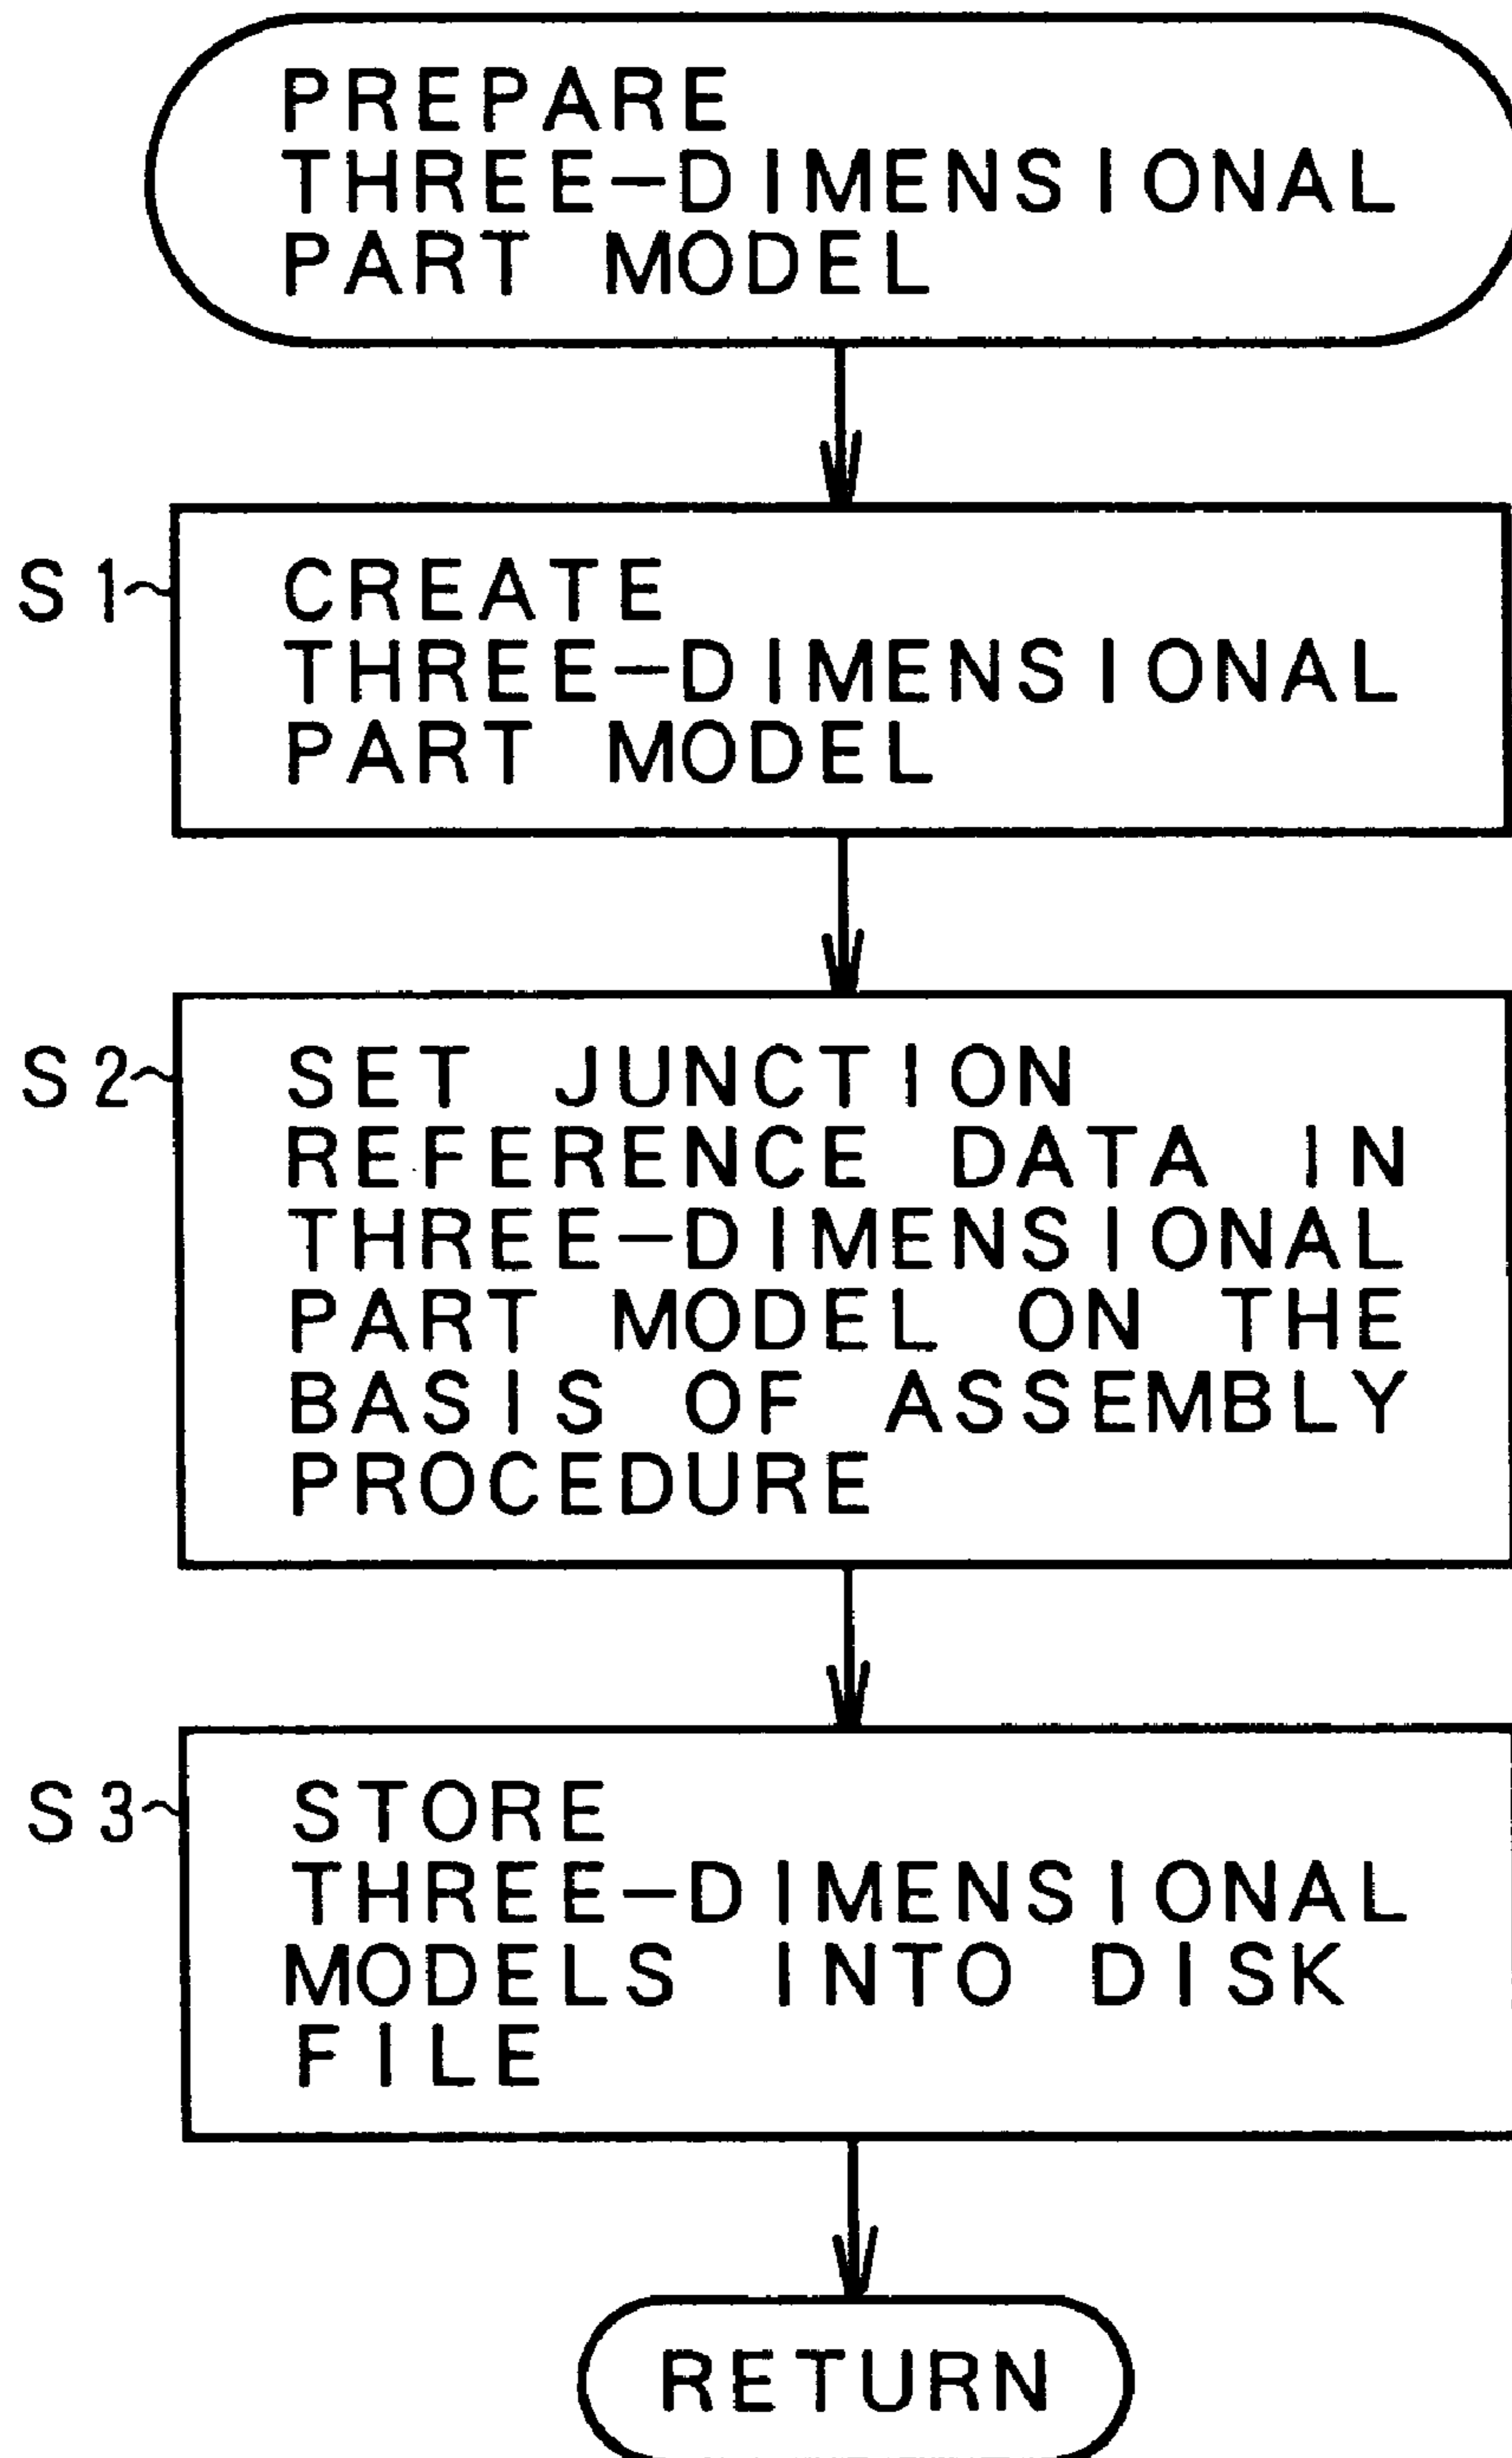 PREPARE
THREE-DIMENSIONAL
PART MODEL
S1
CREATE
THREE-DIMENSIONAL
PART MODEL
S2
SET JUNCTION
REFERENCE DATA IN
THREE-DIMENSIONAL
PART MODEL ON THE
BASIS OF ASSEMBLY
PROCEDURE
S3
STORE
THREE-DIMENSIONAL
MODELS INTO DISK
FILE
RETURN